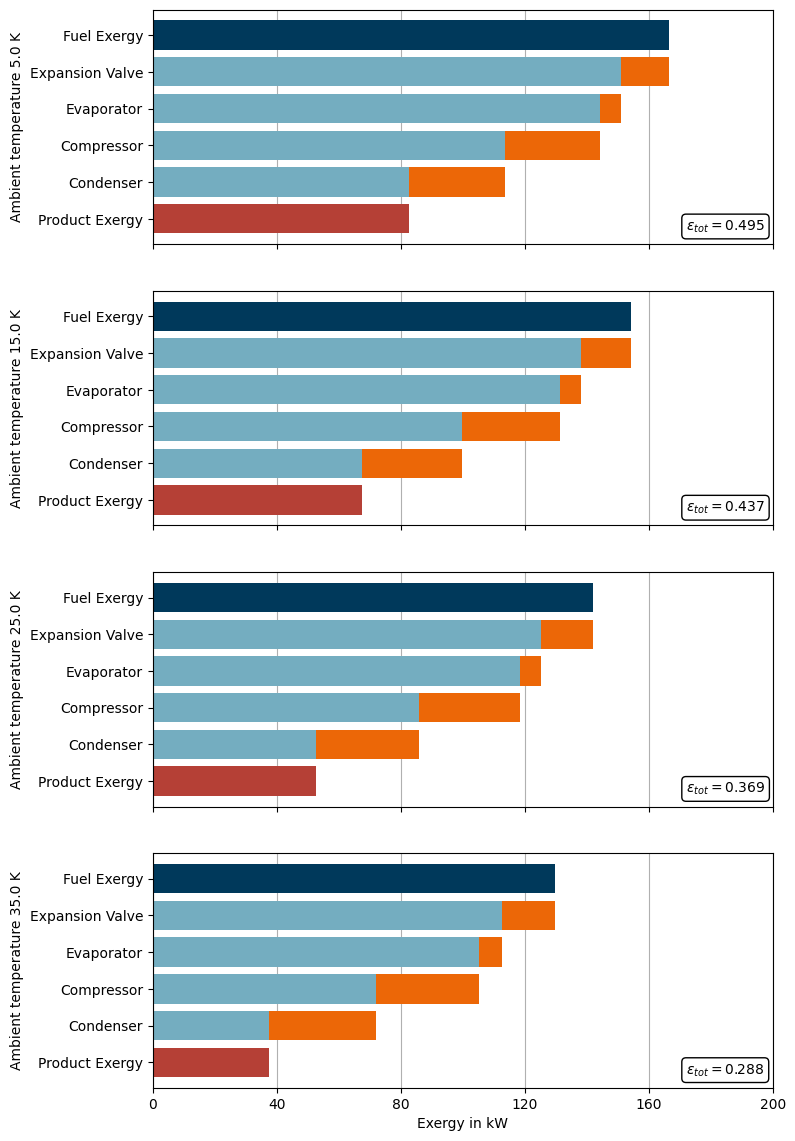 Ambient temperature 5.0 K
Fuel Exergy
Expansion Valve
Evaporator
Compressor
Condenser
Product Exergy
ε_tot = 0.495
Ambient temperature 15.0 K
Fuel Exergy
Expansion Valve
Evaporator
Compressor
Condenser
Product Exergy
ε_tot = 0.437
Ambient temperature 25.0 K
Fuel Exergy
Expansion Valve
Evaporator
Compressor
Condenser
Product Exergy
ε_tot = 0.369
Ambient temperature 35.0 K
Fuel Exergy
Expansion Valve
Evaporator
Compressor
Condenser
Product Exergy
ε_tot = 0.288
0 40 80 120 160 200
Exergy in kW